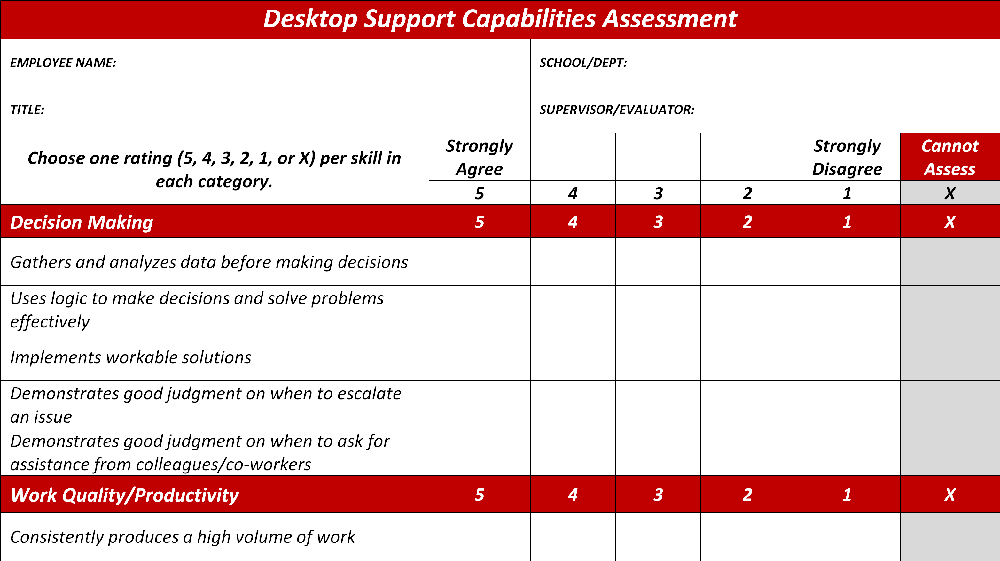 Desktop Support Capabilities Assessment
EMPLOYEE NAME:
SCHOOL/DEPT:
TITLE:
SUPERVISOR/EVALUATOR:
Choose one rating (5, 4, 3, 2, 1, or X) per skill in
each category.
Strongly
Agree
Strongly
Disagree
Cannot
Assess
5 4 3 2 1 X
Decision Making 5 4 3 2 1 X
Gathers and analyzes data before making decisions
Uses logic to make decisions and solve problems
effectively
Implements workable solutions
Demonstrates good judgment on when to escalate
an issue
Demonstrates good judgment on when to ask for
assistance from colleagues/co-workers
Work Quality/Productivity 5 4 3 2 1 X
Consistently produces a high volume of work